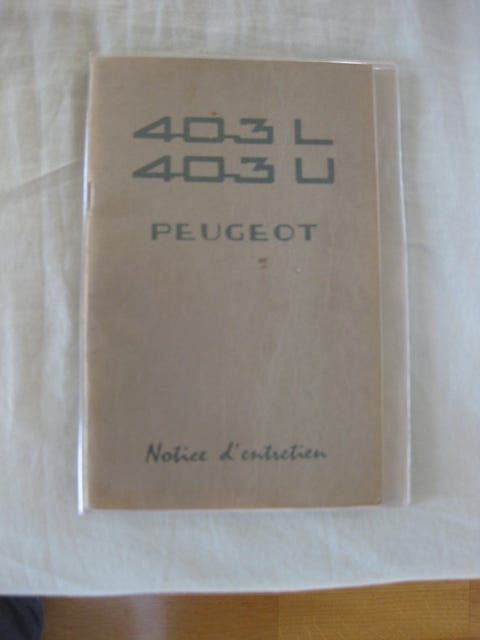 403 L
403 U
PEUGEOT
Notice d'entretien